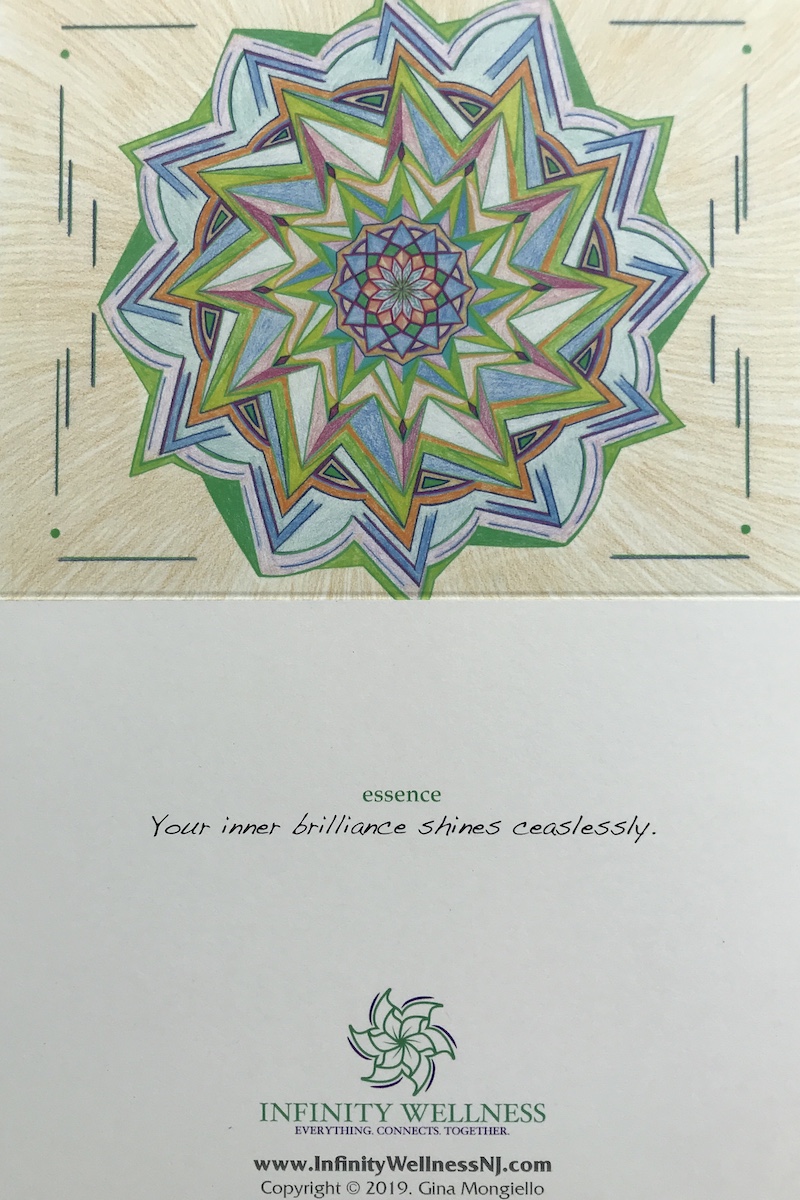 essence
Your inner brilliance shines ceaslessly.
INFINITY WELLNESS
EVERYTHING. CONNECTS. TOGETHER.
www.InfinityWellnessNJ.com
Copyright © 2019. Gina Mongiello